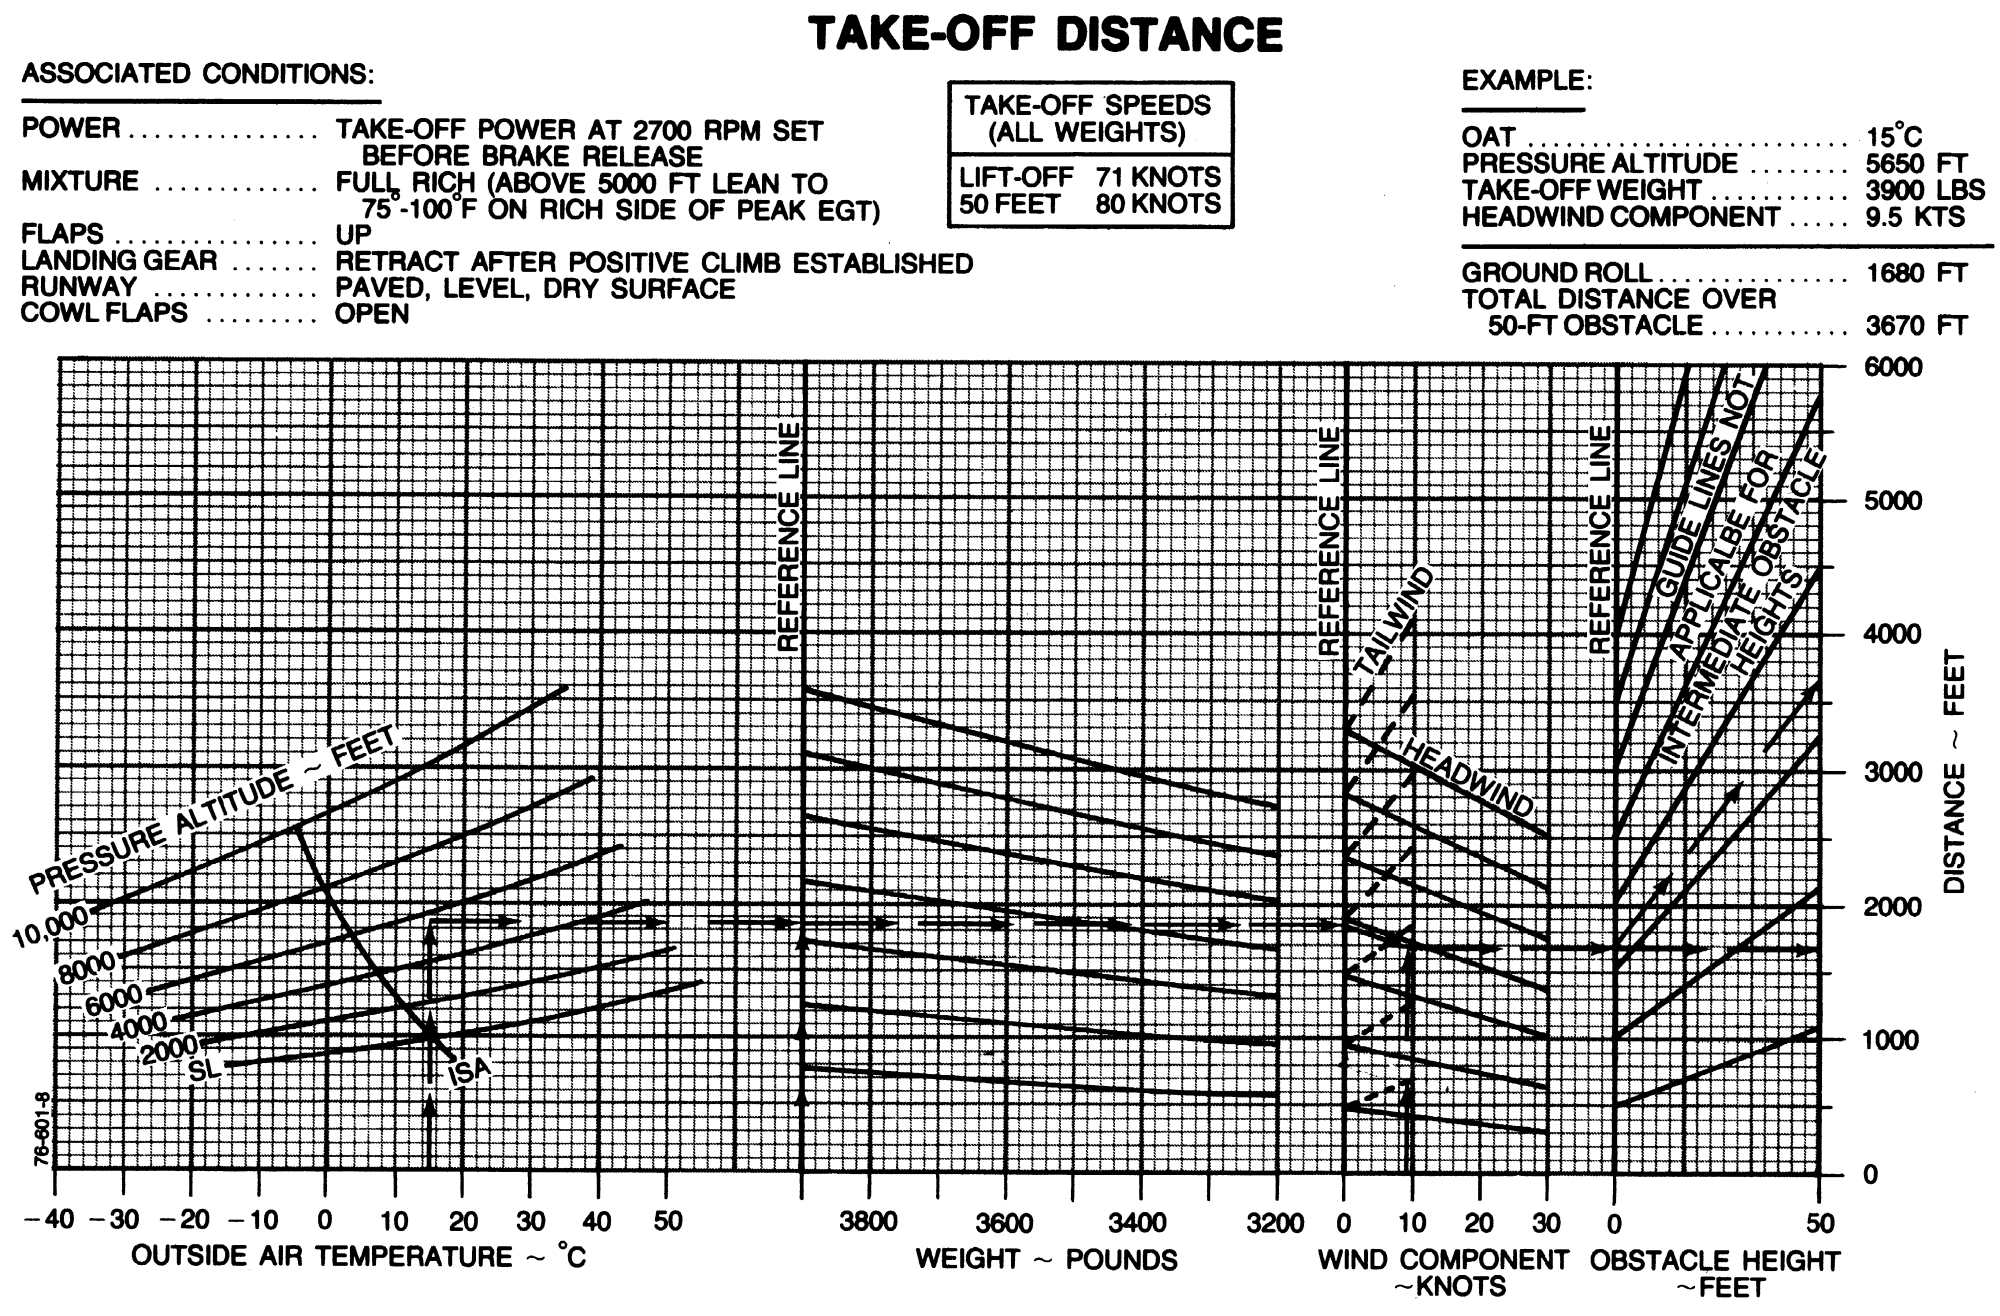 TAKE-OFF DISTANCE
ASSOCIATED CONDITIONS:
POWER ............... TAKE-OFF POWER AT 2700 RPM SET
BEFORE BRAKE RELEASE
MIXTURE ............. FULL RICH (ABOVE 5000 FT LEAN TO
75°-100°F ON RICH SIDE OF PEAK EGT)
FLAPS ................ UP
LANDING GEAR ....... RETRACT AFTER POSITIVE CLIMB ESTABLISHED
RUNWAY ............. PAVED, LEVEL, DRY SURFACE
COWL FLAPS ......... OPEN
TAKE-OFF SPEEDS
(ALL WEIGHTS)
LIFT-OFF 71 KNOTS
50 FEET 80 KNOTS
EXAMPLE:
OAT ......................... 15°C
PRESSURE ALTITUDE ........ 5650 FT
TAKE-OFF WEIGHT ........... 3900 LBS
HEADWIND COMPONENT ..... 9.5 KTS
GROUND ROLL............... 1680 FT
TOTAL DISTANCE OVER
50-FT OBSTACLE........... 3670 FT
PRESSURE ALTITUDE ~ FEET
10,000
8000
6000
4000
2000
SL
ISA
76-601-8
REFERENCE LINE
REFERENCE LINE
TAILWIND
HEADWIND
REFERENCE LINE
GUIDE LINES NOT
APPLICALBE FOR
INTERMEDIATE OBSTACLE
HEIGHTS
6000
5000
4000
3000
2000
1000
0
DISTANCE ~ FEET
-40 -30 -20 -10 0 10 20 30 40 50
3800 3600 3400 3200
0 10 20 30
0 50
OUTSIDE AIR TEMPERATURE ~ °C
WEIGHT ~ POUNDS
WIND COMPONENT
~KNOTS
OBSTACLE HEIGHT
~FEET